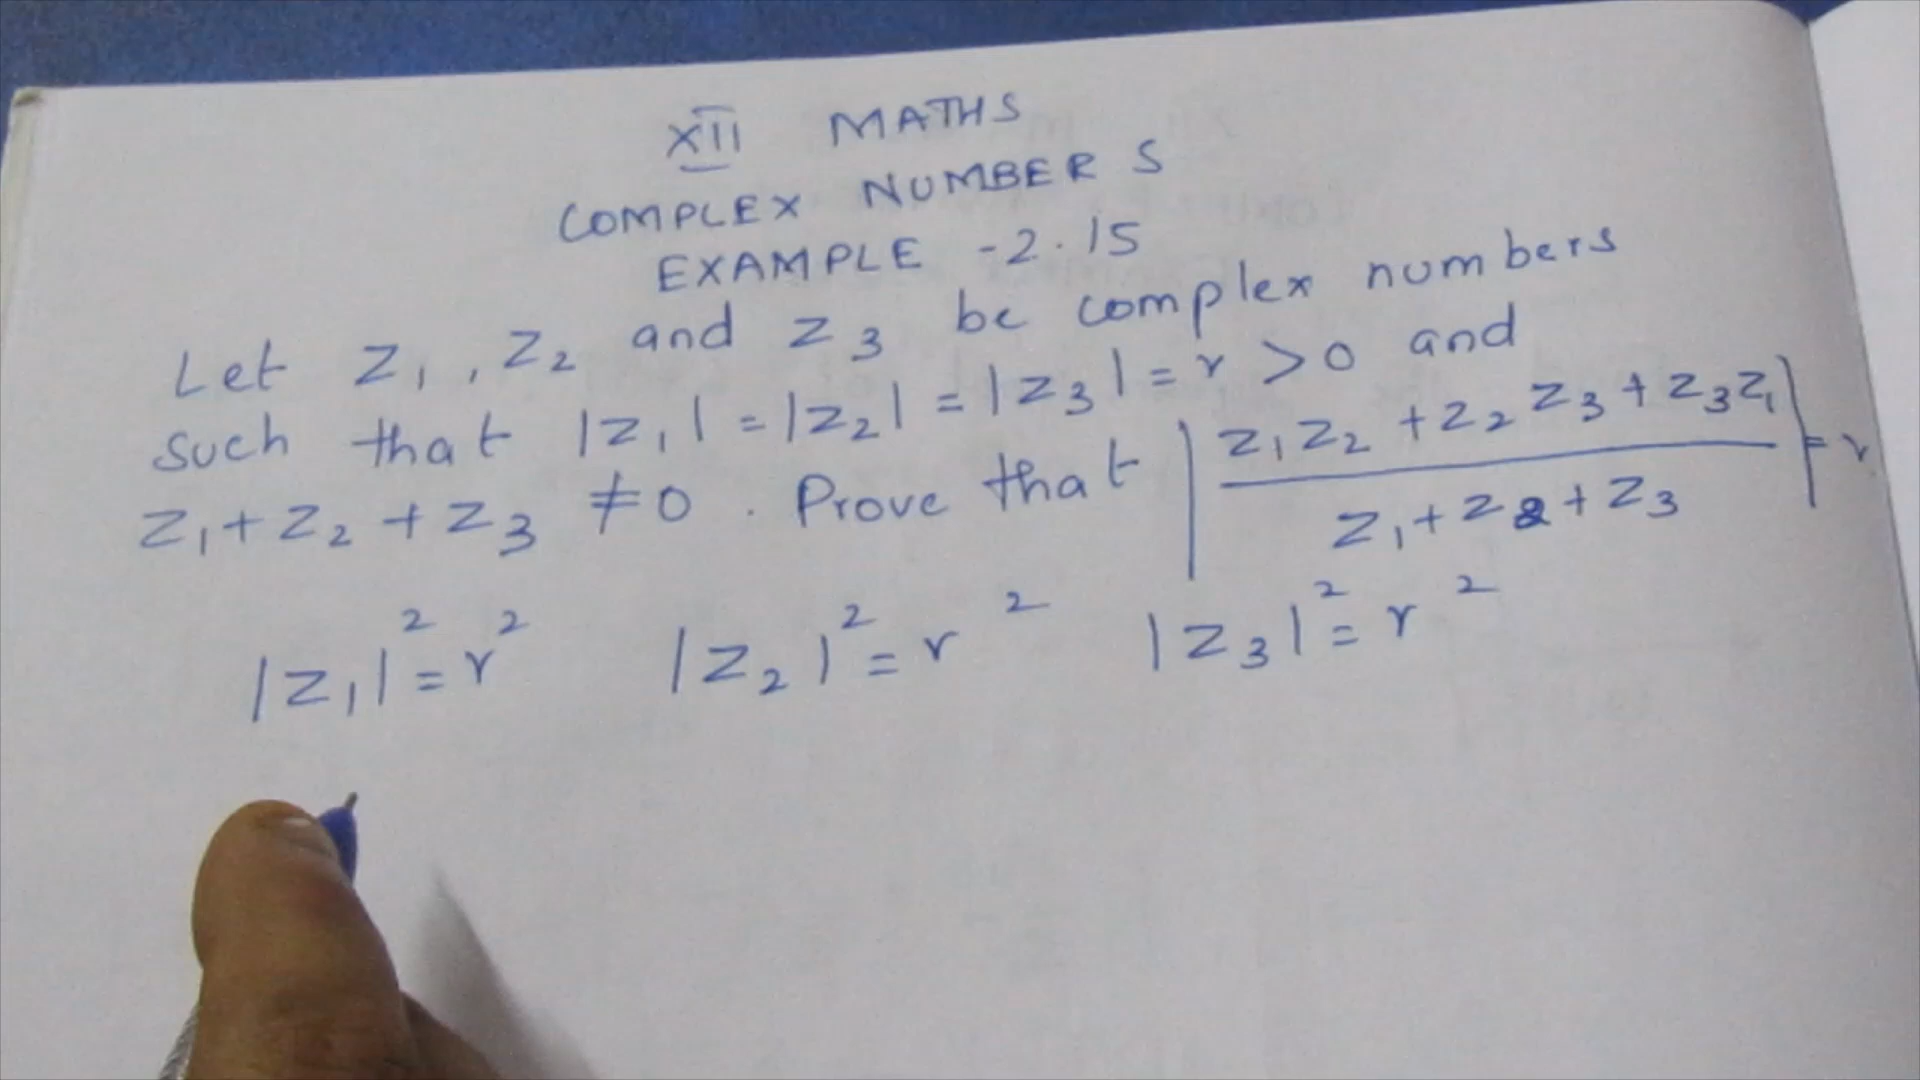 XII MATHS
COMPLEX NUMBERS
EXAMPLE - 2.15
Let z₁, z₂ and z₃ be complex numbers
such that |z₁| = |z₂| = |z₃| = r > 0 and
z₁ + z₂ + z₃ ≠ 0. Prove that |(z₁z₂ + z₂z₃ + z₃z₁)/(z₁ + z₂ + z₃)| = r
|z₁|² = r² |z₂|² = r² |z₃|² = r²